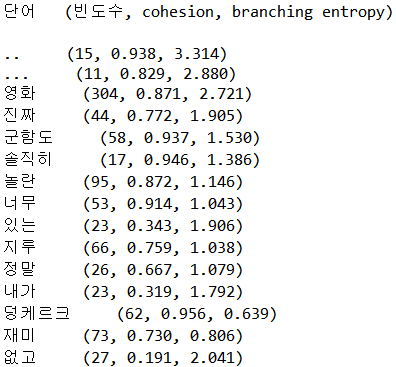 단어 (빈도수, cohesion, branching entropy)
.. (15, 0.938, 3.314)
... (11, 0.829, 2.880)
영화 (304, 0.871, 2.721)
진짜 (44, 0.772, 1.905)
군함도 (58, 0.937, 1.530)
솔직히 (17, 0.946, 1.386)
놀란 (95, 0.872, 1.146)
너무 (53, 0.914, 1.043)
있는 (23, 0.343, 1.906)
지루 (66, 0.759, 1.038)
정말 (26, 0.667, 1.079)
내가 (23, 0.319, 1.792)
덩케르크 (62, 0.956, 0.639)
재미 (73, 0.730, 0.806)
없고 (27, 0.191, 2.041)